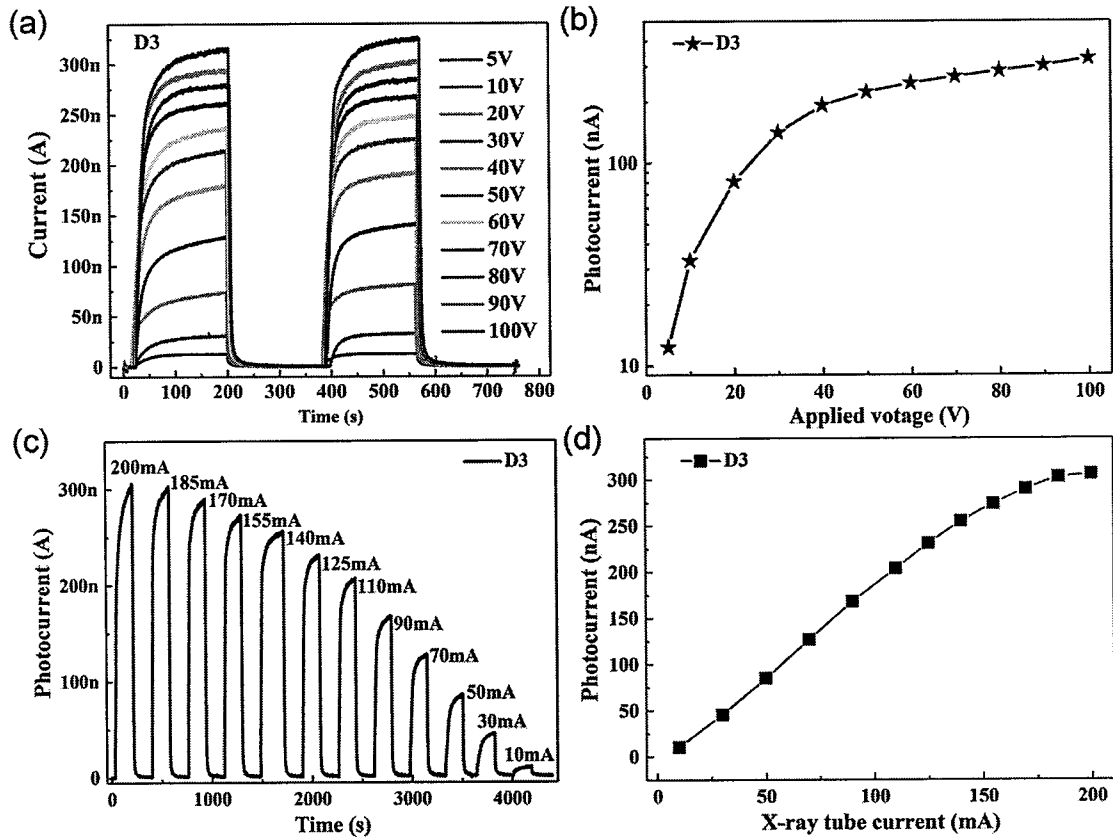 (a)
D3
300n
250n
200n
150n
100n
50n
0
Current (A)
5V
10V
20V
30V
40V
50V
60V
70V
80V
90V
100V
0 100 200 300 400 500 600 700 800
Time (s)
(b)
D3
100
10
Photocurrent (nA)
0 20 40 60 80 100
Applied votage (V)
(c)
D3
300n
200n
100n
0
Photocurrent (A)
200mA
185mA
170mA
155mA
140mA
125mA
110mA
90mA
70mA
50mA
30mA
10mA
0 1000 2000 3000 4000
Time (s)
(d)
D3
300
250
200
150
100
50
0
Photocurrent (nA)
0 50 100 150 200
X-ray tube current (mA)